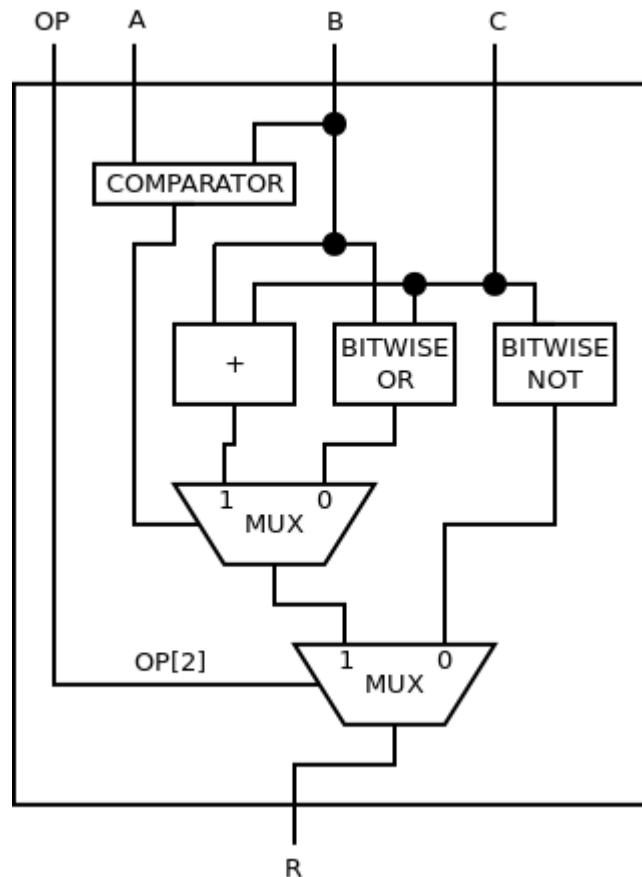 OP A B C
COMPARATOR
+
BITWISE
OR
BITWISE
NOT
1 0
MUX
OP[2]
1 0
MUX
R